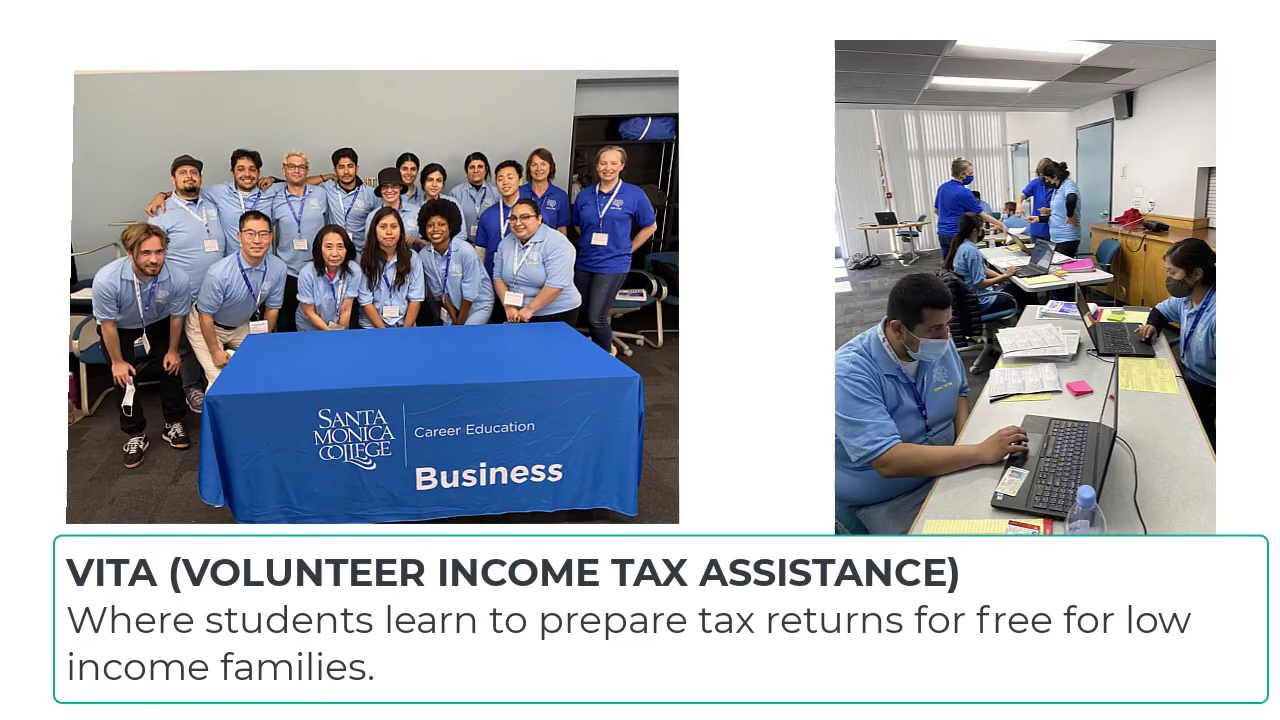 SANTA
MONICA
COLLEGE
Career Education
Business
VITA (VOLUNTEER INCOME TAX ASSISTANCE)
Where students learn to prepare tax returns for free for low
income families.